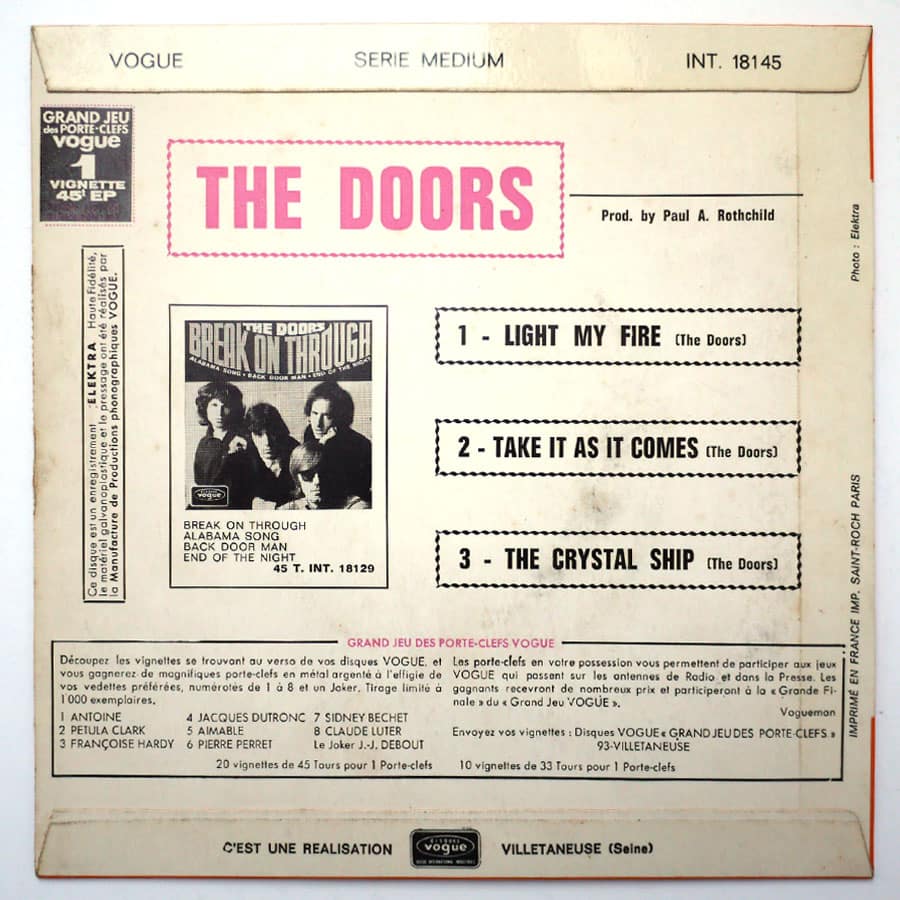 VOGUE SERIE MEDIUM INT. 18145
GRAND JEU
des PORTE-CLEFS
vogue
1
VIGNETTE
45t EP
THE DOORS
Prod. by Paul A. Rothchild
Photo : Elektra
Ce disque est un enregistrement : ELEKTRA Haute Fidélité,
le matériel galvanoplastique et le pressage ont été réalisés par
la Manufacture de Productions phonographiques VOGUE.
THE DOORS
BREAK ON THROUGH
ALABAMA SONG • BACK DOOR MAN • END OF THE NIGHT
vogue
BREAK ON THROUGH
ALABAMA SONG
BACK DOOR MAN
END OF THE NIGHT
45 T. INT. 18129
1 - LIGHT MY FIRE (The Doors)
2 - TAKE IT AS IT COMES (The Doors)
3 - THE CRYSTAL SHIP (The Doors)
IMPRIMÉ EN FRANCE IMP. SAINT-ROCH PARIS
GRAND JEU DES PORTE-CLEFS VOGUE
Découpez les vignettes se trouvant au verso de vos disques VOGUE, et
vous gagnerez de magnifiques porte-clefs en métal argenté à l'effigie de
vos vedettes préférées, numérotés de 1 à 8 et un Joker. Tirage limité à
1'000 exemplaires.
1 ANTOINE 4 JACQUES DUTRONC 7 SIDNEY BECHET
2 PETULA CLARK 5 AIMABLE 8 CLAUDE LUTER
3 FRANÇOISE HARDY 6 PIERRE PERRET Le Joker J.-J. DEBOUT
20 vignettes de 45 Tours pour 1 Porte-clefs
Les porte-clefs en votre possession vous permettent de participer aux jeux
VOGUE qui passent sur les antennes de Radio et dans la Presse. Les
gagnants recevront de nombreux prix et participeront à la « Grande Fi-
nale » du « Grand Jeu VOGUE ».
Vogueman
Envoyez vos vignettes : Disques VOGUE « GRAND JEU DES PORTE-CLEFS »
93-VILLETANEUSE
10 vignettes de 33 Tours pour 1 Porte-clefs
C'EST UNE REALISATION
DISQUES
vogue
VOGUE INTERNATIONAL INDUSTRIES
VILLETANEUSE (Seine)